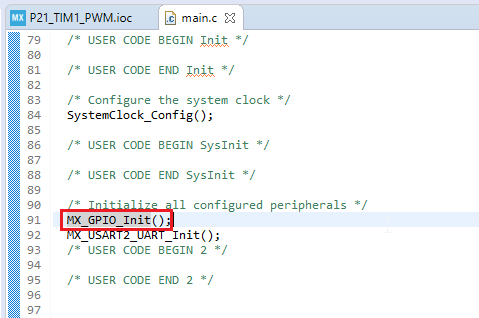 MX P21_TIM1_PWM.ioc
.c main.c
79 /* USER CODE BEGIN Init */
80
81 /* USER CODE END Init */
82
83 /* Configure the system clock */
84 SystemClock_Config();
85
86 /* USER CODE BEGIN SysInit */
87
88 /* USER CODE END SysInit */
89
90 /* Initialize all configured peripherals */
91 MX_GPIO_Init();
92 MX_USART2_UART_Init();
93 /* USER CODE BEGIN 2 */
94
95 /* USER CODE END 2 */
96
97